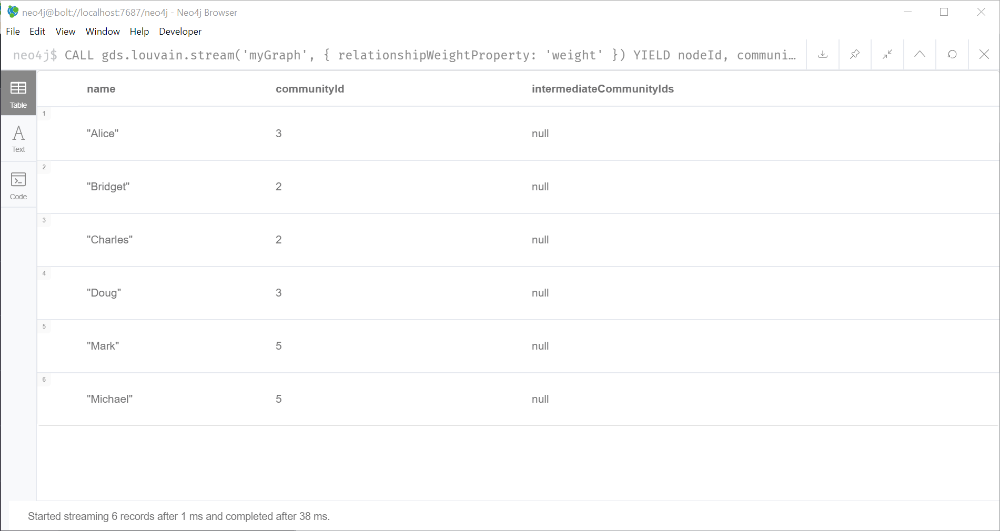 neo4j@bolt://localhost:7687/neo4j - Neo4j Browser
File Edit View Window Help Developer
neo4j$ CALL gds.louvain.stream('myGraph', { relationshipWeightProperty: 'weight' }) YIELD nodeId, communi…
Table
Text
Code
name communityId intermediateCommunityIds
1
"Alice" 3 null
2
"Bridget" 2 null
3
"Charles" 2 null
4
"Doug" 3 null
5
"Mark" 5 null
6
"Michael" 5 null
Started streaming 6 records after 1 ms and completed after 38 ms.